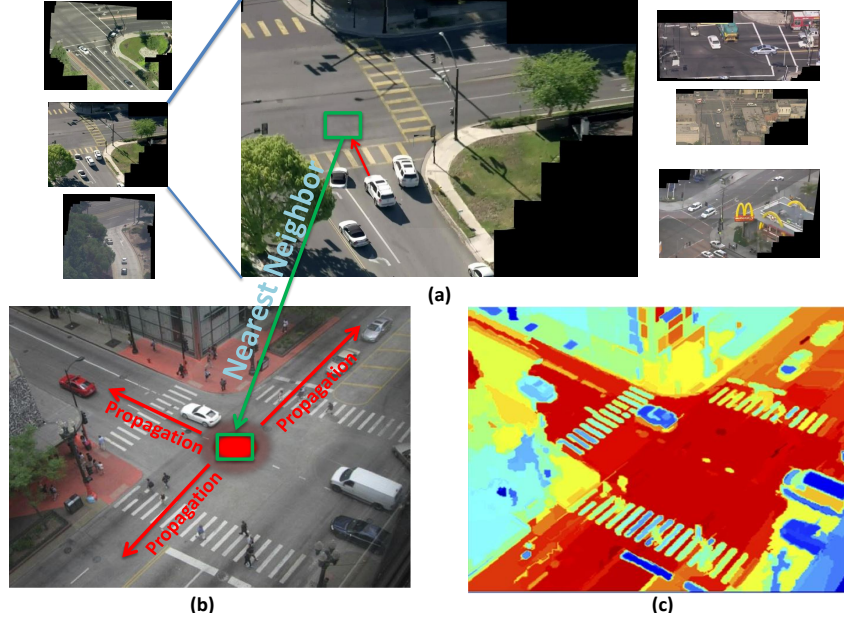 (a)
Nearest Neighbor
Propagation
Propagation
Propagation
(b)
(c)